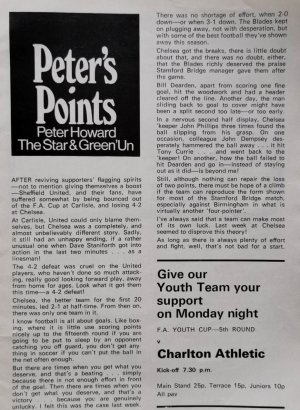 Peter's
Points
Peter Howard
The Star & Green 'Un
AFTER reviving supporters' flagging spirits
—not to mention giving themselves a boost
—Sheffield United, and their fans, have
suffered somewhat by being bounced out
of the F.A. Cup at Carlisle, and losing 4-2
at Chelsea.
At Carlisle, United could only blame them-
selves, but Chelsea was a completely, and
almost unbelievably different story. Sadly,
it still had an unhappy ending, if a rather
unusual one when Dave Stainforth got into
action in the last two minutes . . . as a
linesman!
The 4-2 defeat was cruel on the United
players, who haven't done so much attack-
ing, really good looking forward play, away
from home for ages. Look what it got them
this time—a 4-2 defeat!
Chelsea, the better team for the first 20
minutes, led 2-1 at half-time. From then on,
there was only one team in it.
I know football is all about goals. Like box-
ing, where it is little use scoring points
nicely up to the fifteenth round if you are
going to be put to sleep by an opponent
catching you off guard, you don't get any-
thing in soccer if you can't put the ball in
the net often enough.
But there are times when you get what you
deserve, and that's a beating . . . simply
because there is not enough effort in front
of the goal. Then there are times when you
don't get what you deserve, and that's a
victory . . . because you are genuinely
unlucky. I felt this was the case last week.
There was no shortage of effort, when 2-0
down—or when 3-1 down. The Blades kept
on plugging away, not with desperation, but
with some of the best football they've shown
away this season.
Chelsea got the breaks, there is little doubt
about that, and there was no doubt, either,
that the Blades richly deserved the praise
Stamford Bridge manager gave them after
the game.
Bill Dearden, apart from scoring one fine
goal, hit the woodwork and had a header
cleared off the line. Another day, the man
sliding back to goal to cover might have
been a split second too late—or too early.
In a nervous second half display, Chelsea
'keeper John Phillips three times found the
ball slipping from his grasp. On one
occasion, colleague John Dempsey des-
perately hammered the ball away . . . it hit
Tony Currie . . . and went back to the
'keeper! On another, how the ball failed to
hit Dearden and go in—instead of staying
out as it did—is beyond me!
Still, although nothing can repair the loss
of two points, there must be hope of a climb
if the team can reproduce the form shown
for most of the Stamford Bridge match,
especially against Birmingham in what is
virtually another 'four-pointer'.
I've always said that a team can make most
of its own luck. Last week at Chelsea
seemed to disprove this theory!
As long as there is always plenty of effort
and fight, well, that's not bad for a start.
Give our
Youth Team your
support
on Monday night
F.A. YOUTH CUP—5th ROUND
v
Charlton Athletic
Kick-off 7.30 p.m.
Main Stand 25p, Terrace 15p, Juniors 10p
All pay